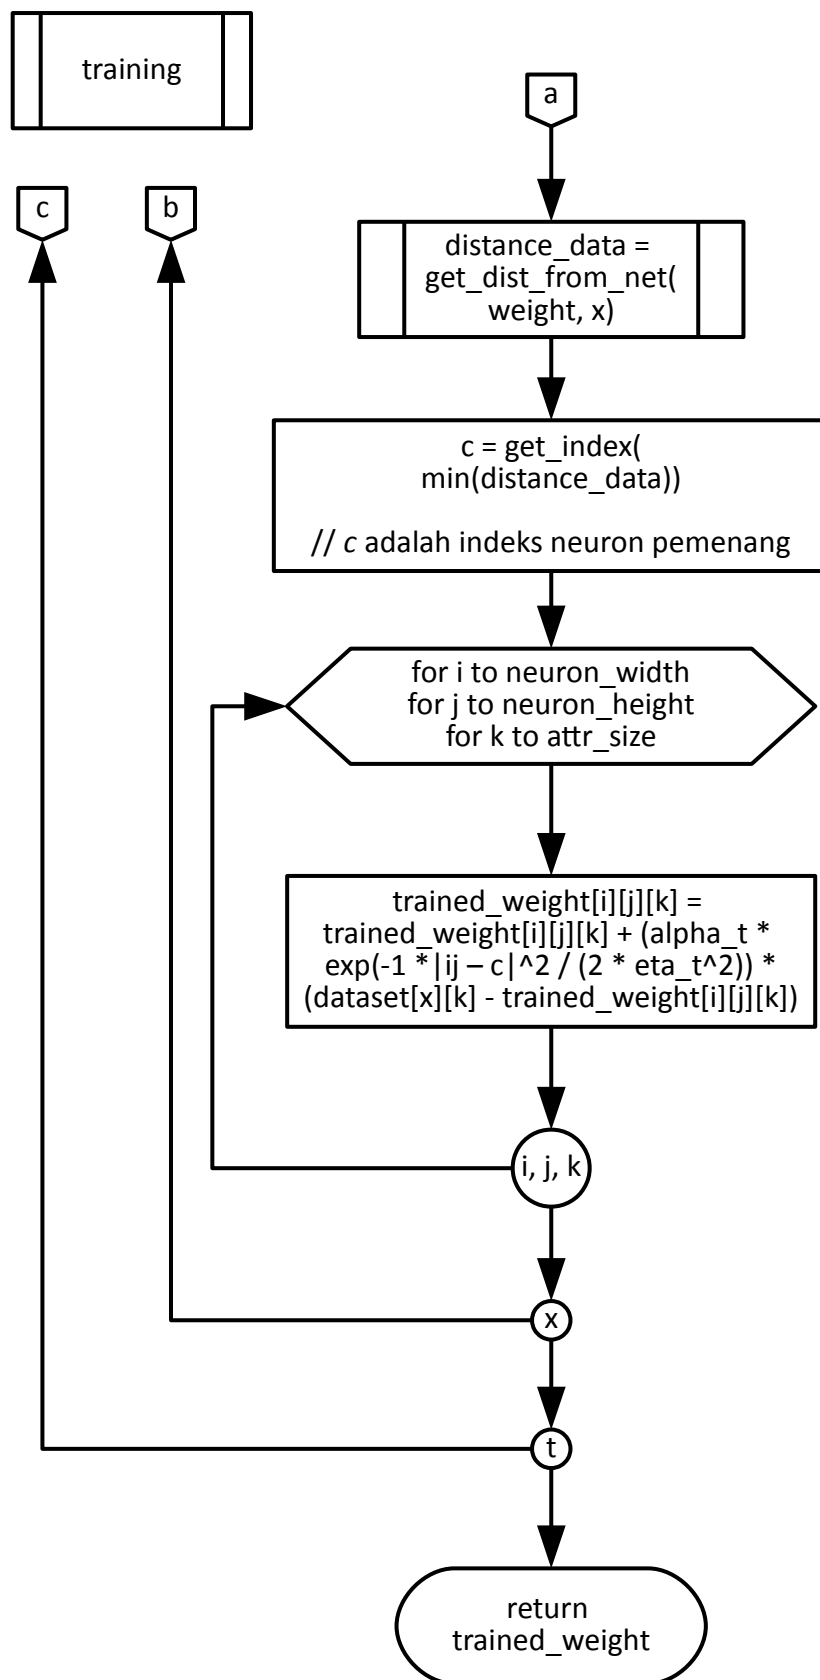 training
a
c
b
distance_data =
get_dist_from_net(
weight, x)
c = get_index(
min(distance_data))
// c adalah indeks neuron pemenang
for i to neuron_width
for j to neuron_height
for k to attr_size
trained_weight[i][j][k] =
trained_weight[i][j][k] + (alpha_t *
exp(-1 *|ij – c|^2 / (2 * eta_t^2)) *
(dataset[x][k] - trained_weight[i][j][k])
i, j, k
x
t
return
trained_weight